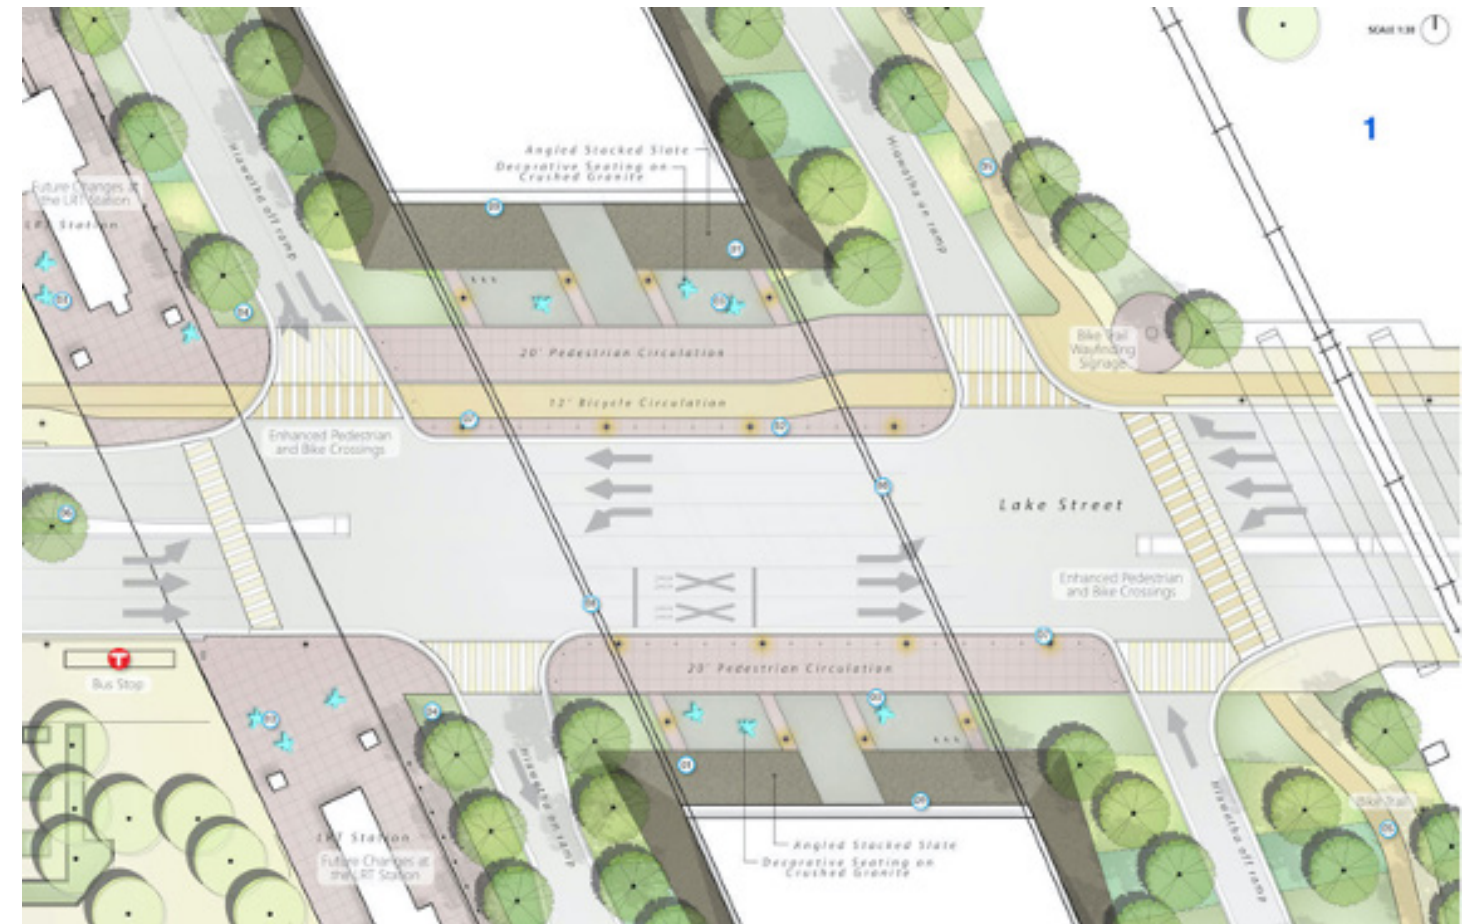 SCALE 1:30
1
Angled Stacked Slate
Decorative Seating on
Crushed Granite
Hiawatha off ramp
Hiawatha on ramp
Future Changes at
the LRT Station
LRT Station
20' Pedestrian Circulation
12' Bicycle Circulation
Bike Trail
Wayfinding
Signage
Enhanced Pedestrian
and Bike Crossings
Lake Street
Enhanced Pedestrian
and Bike Crossings
T
Bus Stop
20' Pedestrian Circulation
Hiawatha on ramp
Hiawatha off ramp
Bike Trail
LRT Station
Future Changes at
the LRT Station
Angled Stacked Slate
Decorative Seating on
Crushed Granite